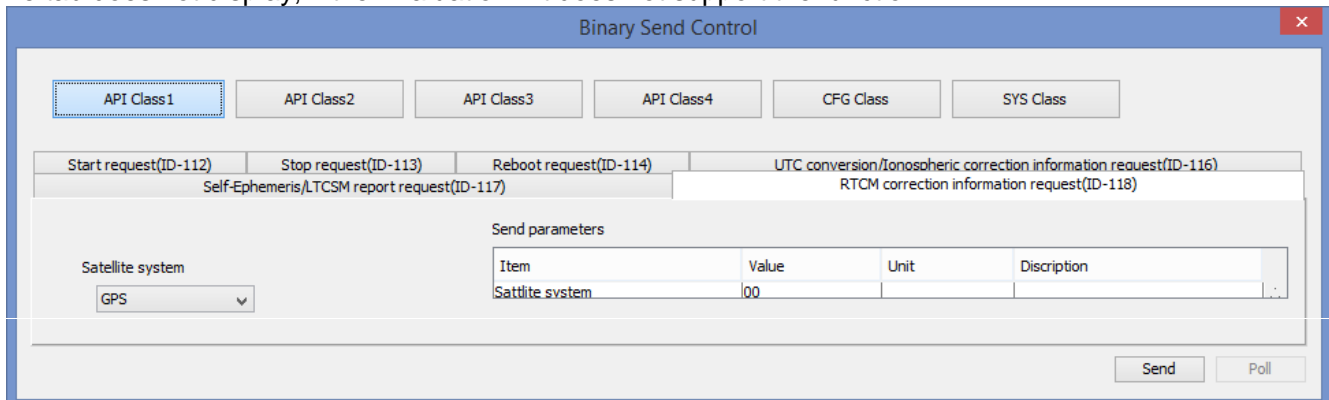 Binary Send Control
API Class1 API Class2 API Class3 API Class4 CFG Class SYS Class
Start request(ID-112) Stop request(ID-113) Reboot request(ID-114) UTC conversion/Ionospheric correction information request(ID-116)
Self-Ephemeris/LTCSM report request(ID-117) RTCM correction information request(ID-118)
Send parameters
Satellite system
Item Value Unit Discription
GPS
Sattlite system 00
Send Poll